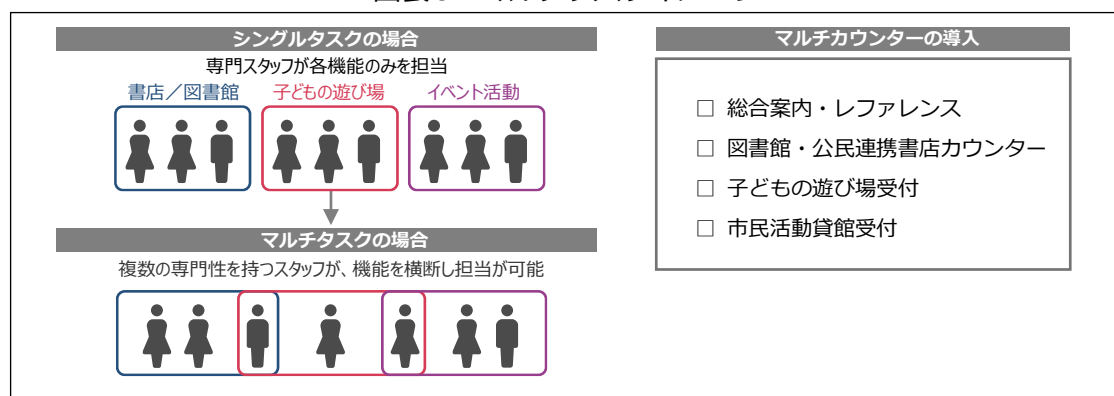 シングルタスクの場合
専門スタッフが各機能のみを担当
書店／図書館
子どもの遊び場
イベント活動
マルチタスクの場合
複数の専門性を持つスタッフが、機能を横断し担当が可能
マルチカウンターの導入
□ 総合案内・レファレンス
□ 図書館・公民連携書店カウンター
□ 子どもの遊び場受付
□ 市民活動貸館受付